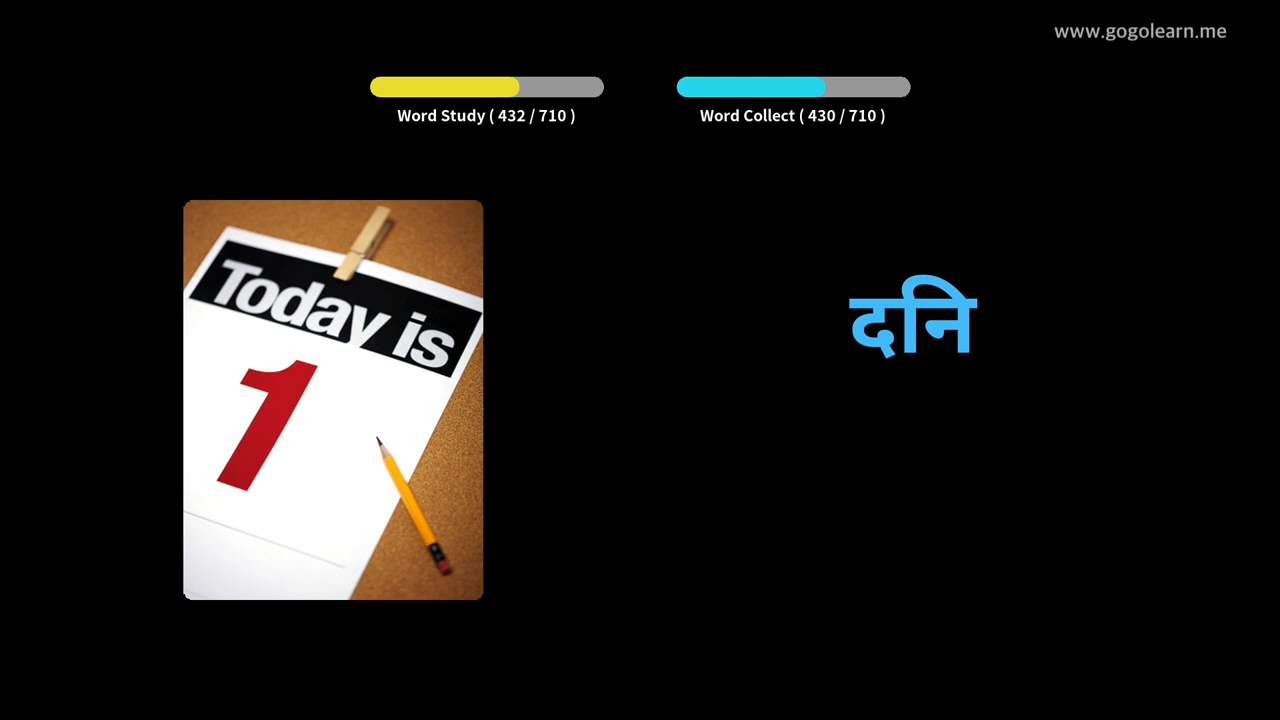 www.gogolearn.me
Word Study ( 432 / 710 )
Word Collect ( 430 / 710 )
Today is
1
दनि